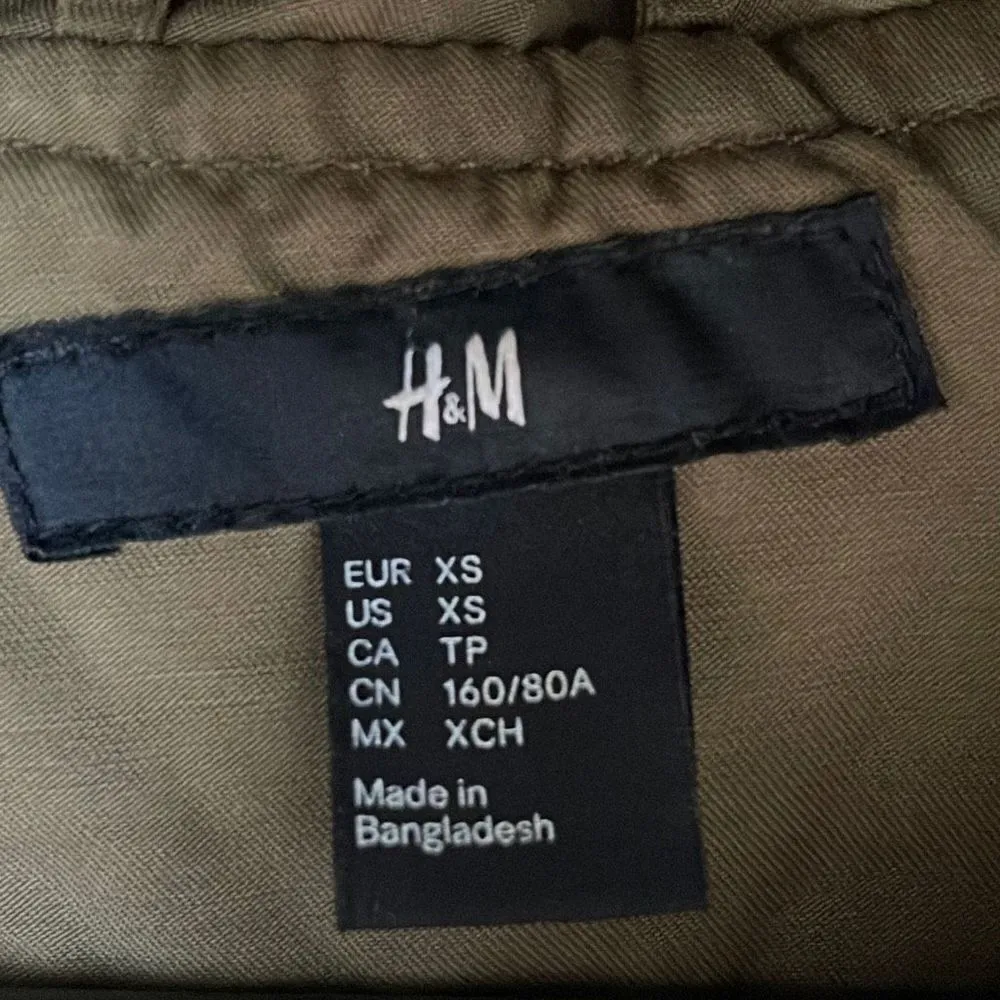 H&M
EUR XS
US XS
CA TP
CN 160/80A
MX XCH
Made in
Bangladesh